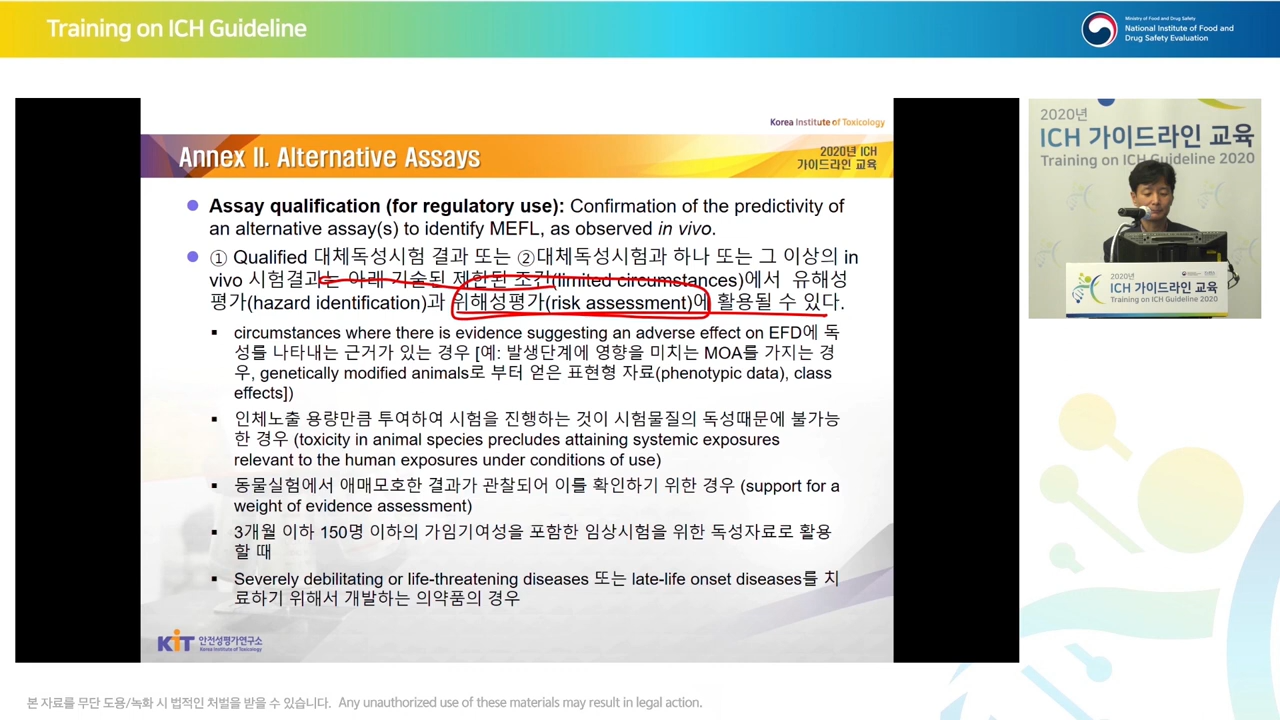 Training on ICH Guideline
Ministry of Food and Drug Safety
National Institute of Food and
Drug Safety Evaluation
Korea Institute of Toxicology
Annex II. Alternative Assays
2020년 ICH
가이드라인 교육
Assay qualification (for regulatory use): Confirmation of the predictivity of
an alternative assay(s) to identify MEFL, as observed in vivo.
① Qualified 대체독성시험 결과 또는 ②대체독성시험과 하나 또는 그 이상의 in
vivo 시험결과는 아래 기술된 제한된 조건(limited circumstances)에서 유해성
평가(hazard identification)과 위해성평가(risk assessment)에 활용될 수 있다.
circumstances where there is evidence suggesting an adverse effect on EFD에 독
성를 나타내는 근거가 있는 경우 [예: 발생단계에 영향을 미치는 MOA를 가지는 경
우, genetically modified animals로 부터 얻은 표현형 자료(phenotypic data), class
effects])
인체노출 용량만큼 투여하여 시험을 진행하는 것이 시험물질의 독성때문에 불가능
한 경우 (toxicity in animal species precludes attaining systemic exposures
relevant to the human exposures under conditions of use)
동물실험에서 애매모호한 결과가 관찰되어 이를 확인하기 위한 경우 (support for a
weight of evidence assessment)
3개월 이하 150명 이하의 가임기여성을 포함한 임상시험을 위한 독성자료로 활용
할 때
Severely debilitating or life-threatening diseases 또는 late-life onset diseases를 치
료하기 위해서 개발하는 의약품의 경우
KIT 안전성평가연구소
Korea Institute of Toxicology
2020년
ICH 가이드라인 교육
Training on ICH Guideline 2020
2020년
ICH 가이드라인 교육
Training on ICH Guideline 2020
본 자료를 무단 도용/녹화 시 법적인 처벌을 받을 수 있습니다. Any unauthorized use of these materials may result in legal action.